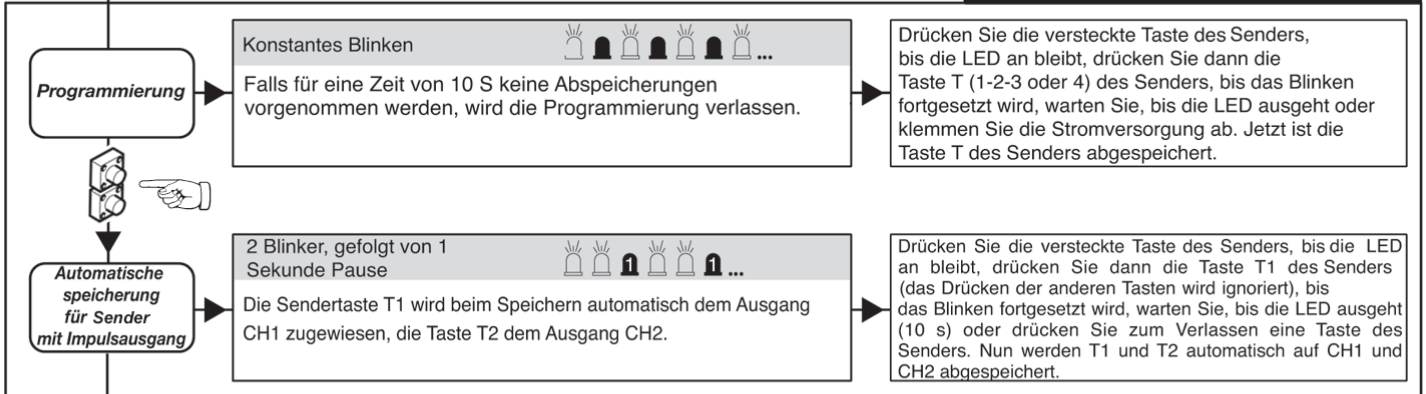 Programmierung
Konstantes Blinken
...
Falls für eine Zeit von 10 S keine Abspeicherungen
vorgenommen werden, wird die Programmierung verlassen.
Drücken Sie die versteckte Taste des Senders,
bis die LED an bleibt, drücken Sie dann die
Taste T (1-2-3 oder 4) des Senders, bis das Blinken
fortgesetzt wird, warten Sie, bis die LED ausgeht oder
klemmen Sie die Stromversorgung ab. Jetzt ist die
Taste T des Senders abgespeichert.
Automatische
speicherung
für Sender
mit Impulsausgang
2 Blinker, gefolgt von 1
Sekunde Pause
1 1 ...
Die Sendertaste T1 wird beim Speichern automatisch dem Ausgang
CH1 zugewiesen, die Taste T2 dem Ausgang CH2.
Drücken Sie die versteckte Taste des Senders, bis die LED
an bleibt, drücken Sie dann die Taste T1 des Senders
(das Drücken der anderen Tasten wird ignoriert), bis
das Blinken fortgesetzt wird, warten Sie, bis die LED ausgeht
(10 s) oder drücken Sie zum Verlassen eine Taste des
Senders. Nun werden T1 und T2 automatisch auf CH1 und
CH2 abgespeichert.